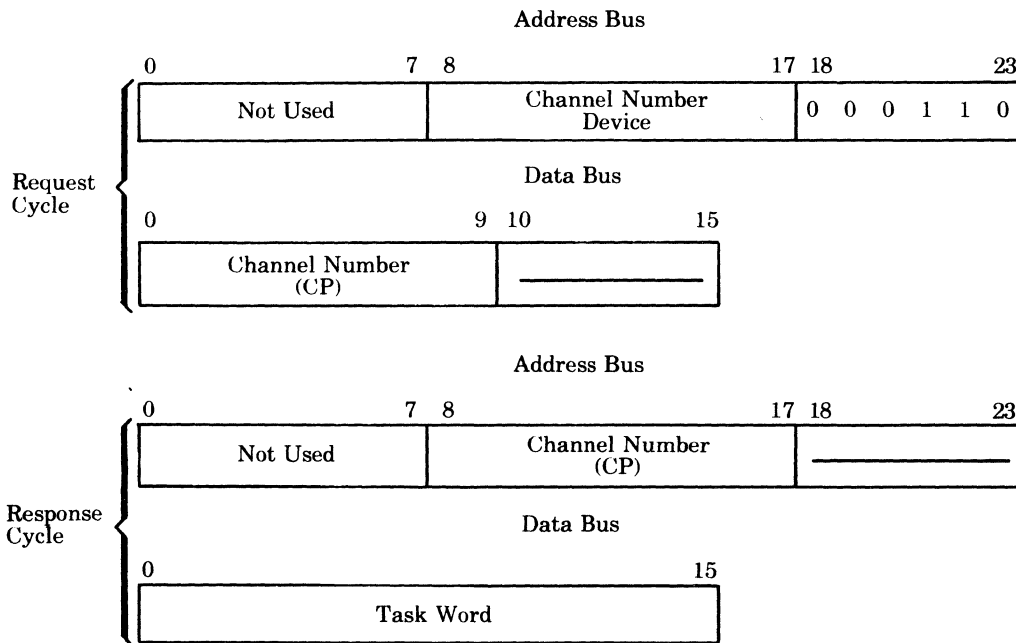 Address Bus
0 7 8 17 18 23
Not Used
Channel Number
Device
0 0 0 1 1 0
Request
Cycle
Data Bus
0 9 10 15
Channel Number
(CP)
Address Bus
0 7 8 17 18 23
Not Used
Channel Number
(CP)
Response
Cycle
Data Bus
0 15
Task Word